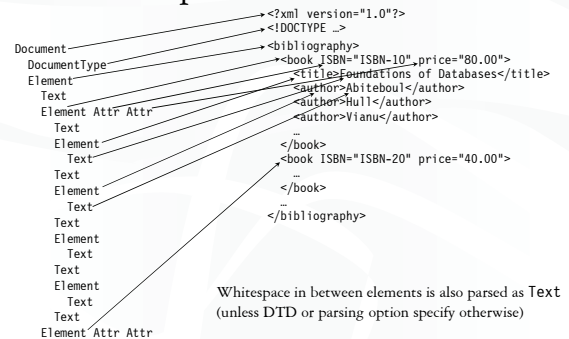 <?xml version="1.0"?>
<!DOCTYPE …>
<bibliography>
<book ISBN="ISBN-10" price="80.00">
<title>Foundations of Databases</title>
<author>Abiteboul</author>
<author>Hull</author>
<author>Vianu</author>
…
</book>
<book ISBN="ISBN-20" price="40.00">
…
</book>
…
</bibliography>
Document
DocumentType
Element
Text
Element Attr Attr
Text
Element
Text
Text
Element
Text
Text
Element
Text
Text
Element
Text
Text
Element Attr Attr
Whitespace in between elements is also parsed as Text
(unless DTD or parsing option specify otherwise)